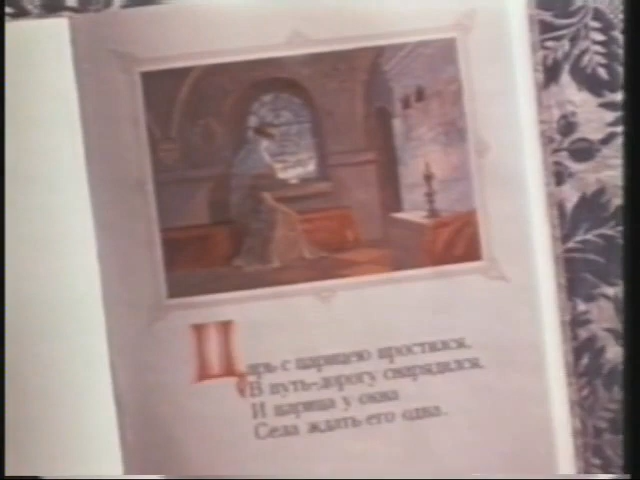 Царь с царицею простился,
В путь-дорогу снарядился,
И царица у окна
Села ждать его одна.